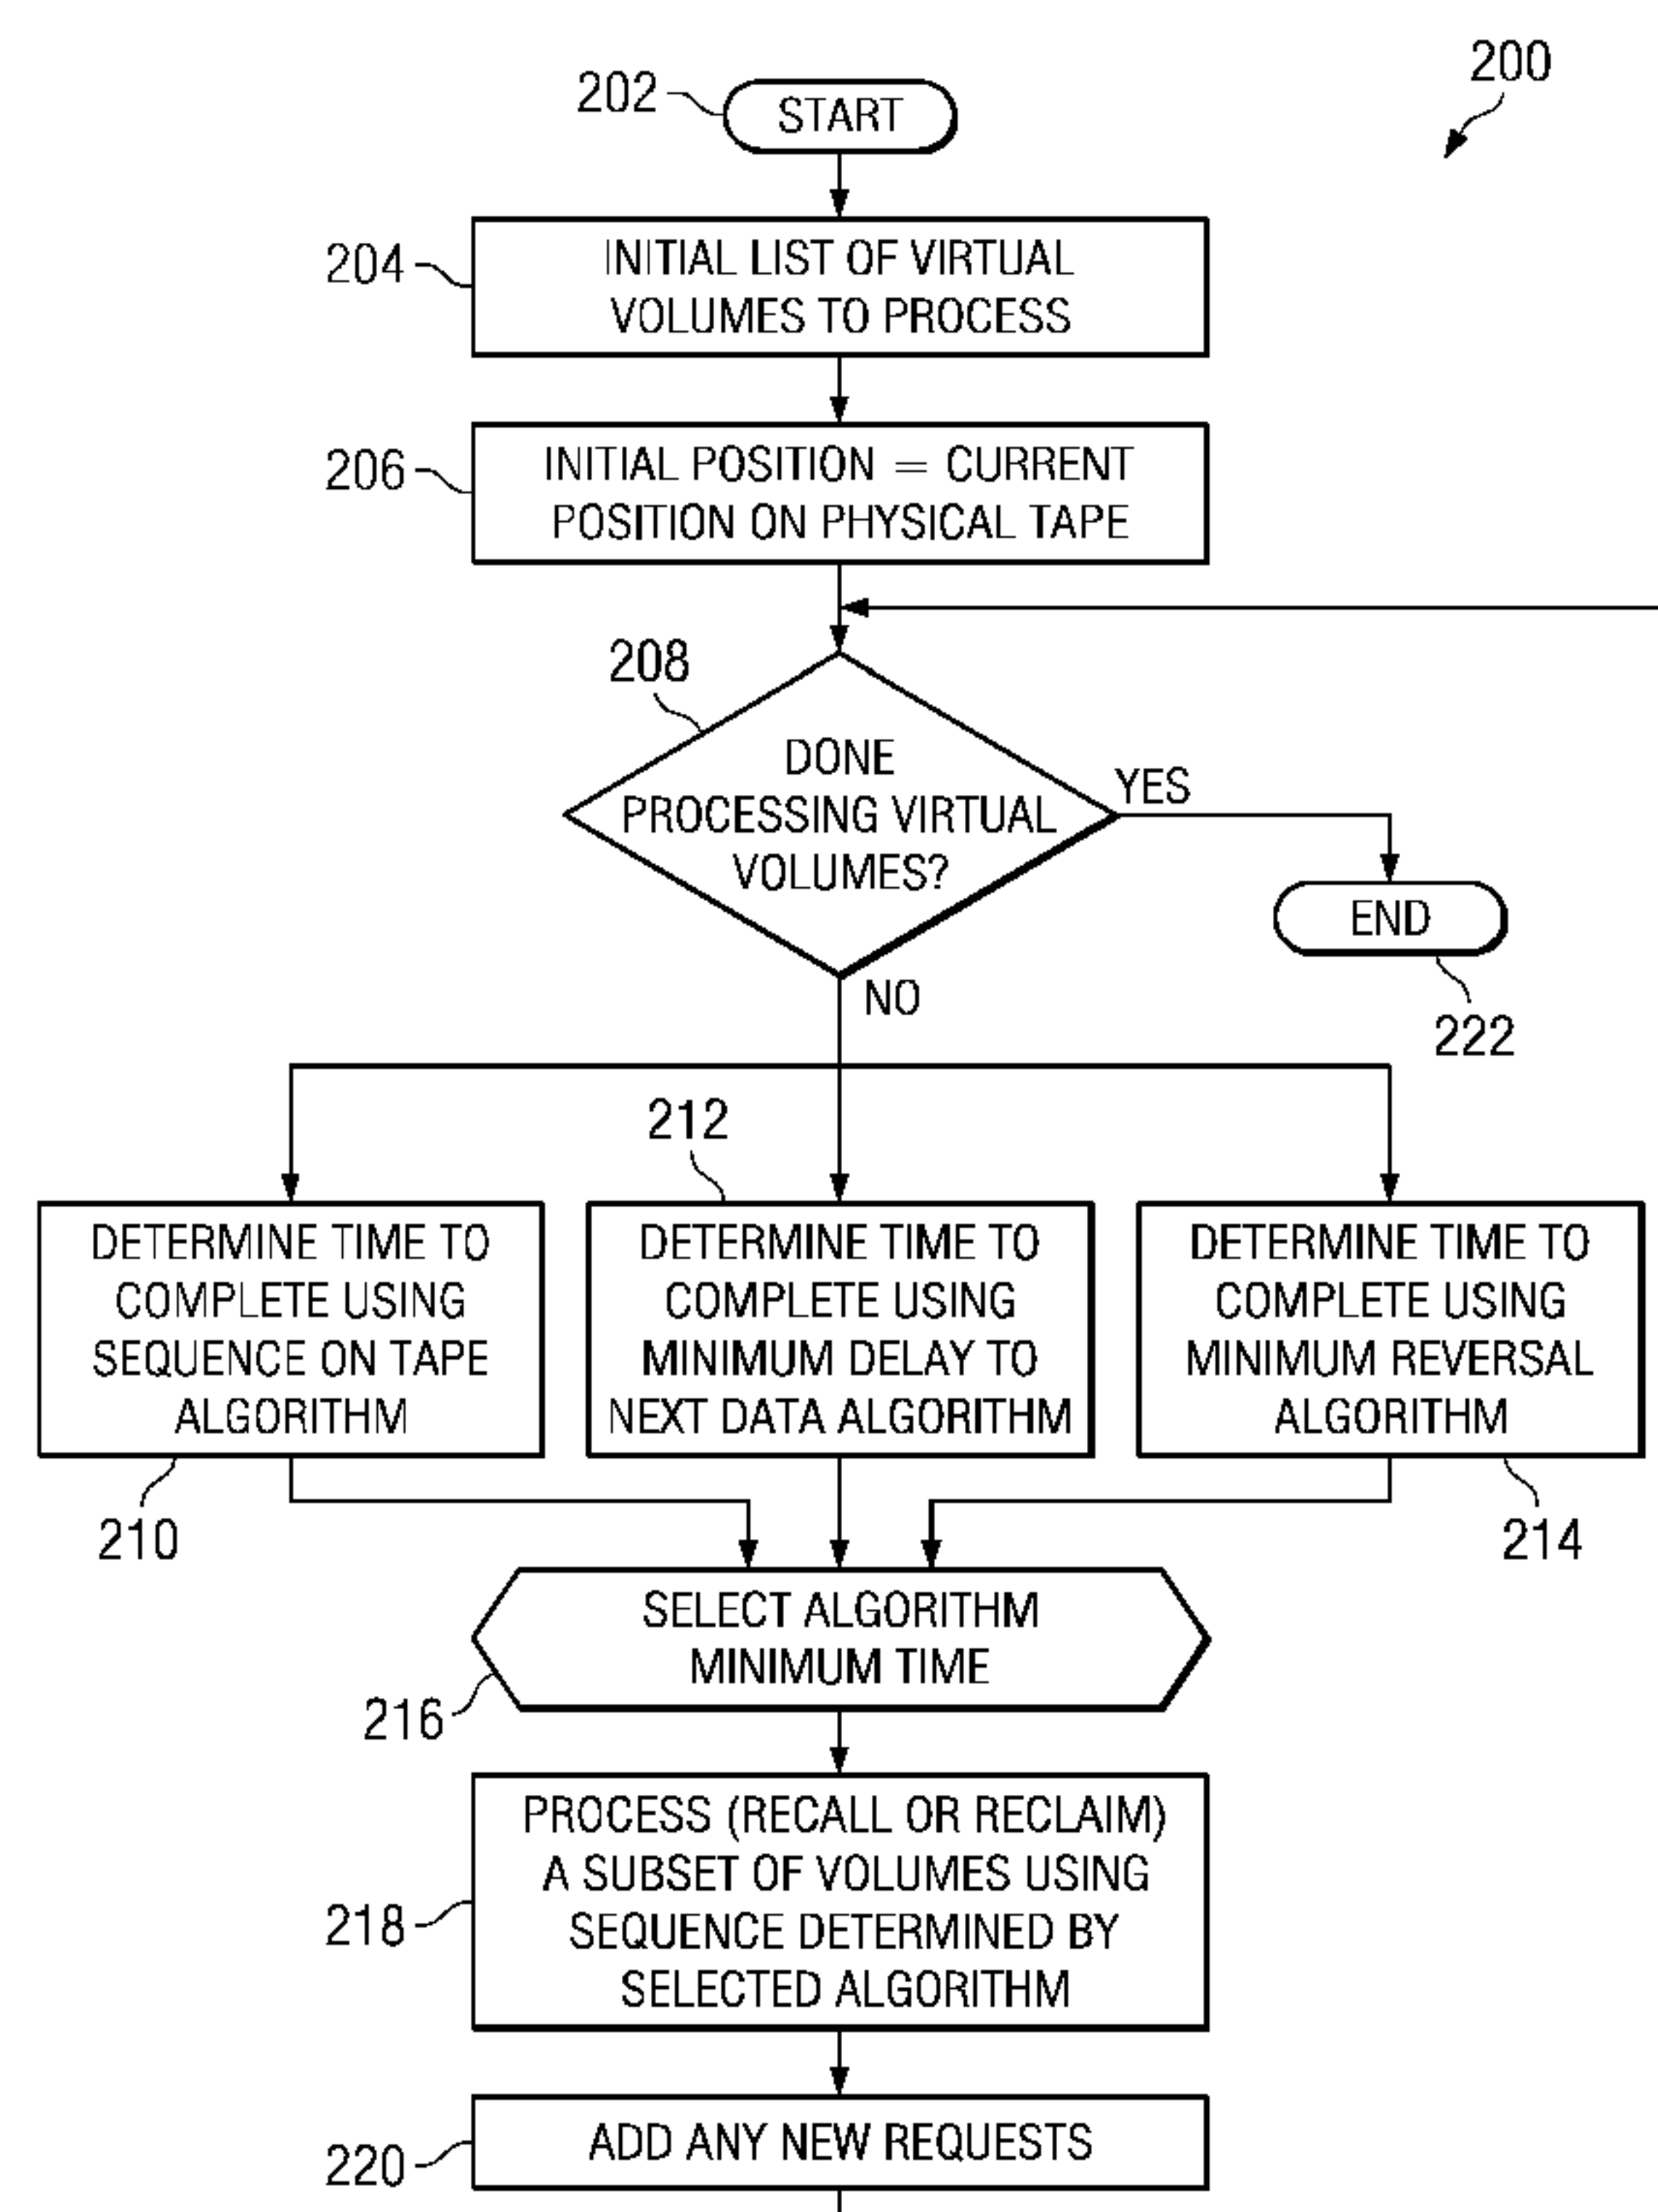 200
202
START
204
INITIAL LIST OF VIRTUAL
VOLUMES TO PROCESS
206
INITIAL POSITION = CURRENT
POSITION ON PHYSICAL TAPE
208
DONE
PROCESSING VIRTUAL
VOLUMES?
YES
END
222
NO
212
DETERMINE TIME TO
COMPLETE USING
SEQUENCE ON TAPE
ALGORITHM
210
DETERMINE TIME TO
COMPLETE USING
MINIMUM DELAY TO
NEXT DATA ALGORITHM
DETERMINE TIME TO
COMPLETE USING
MINIMUM REVERSAL
ALGORITHM
214
SELECT ALGORITHM
MINIMUM TIME
216
PROCESS (RECALL OR RECLAIM)
A SUBSET OF VOLUMES USING
SEQUENCE DETERMINED BY
SELECTED ALGORITHM
218
ADD ANY NEW REQUESTS
220